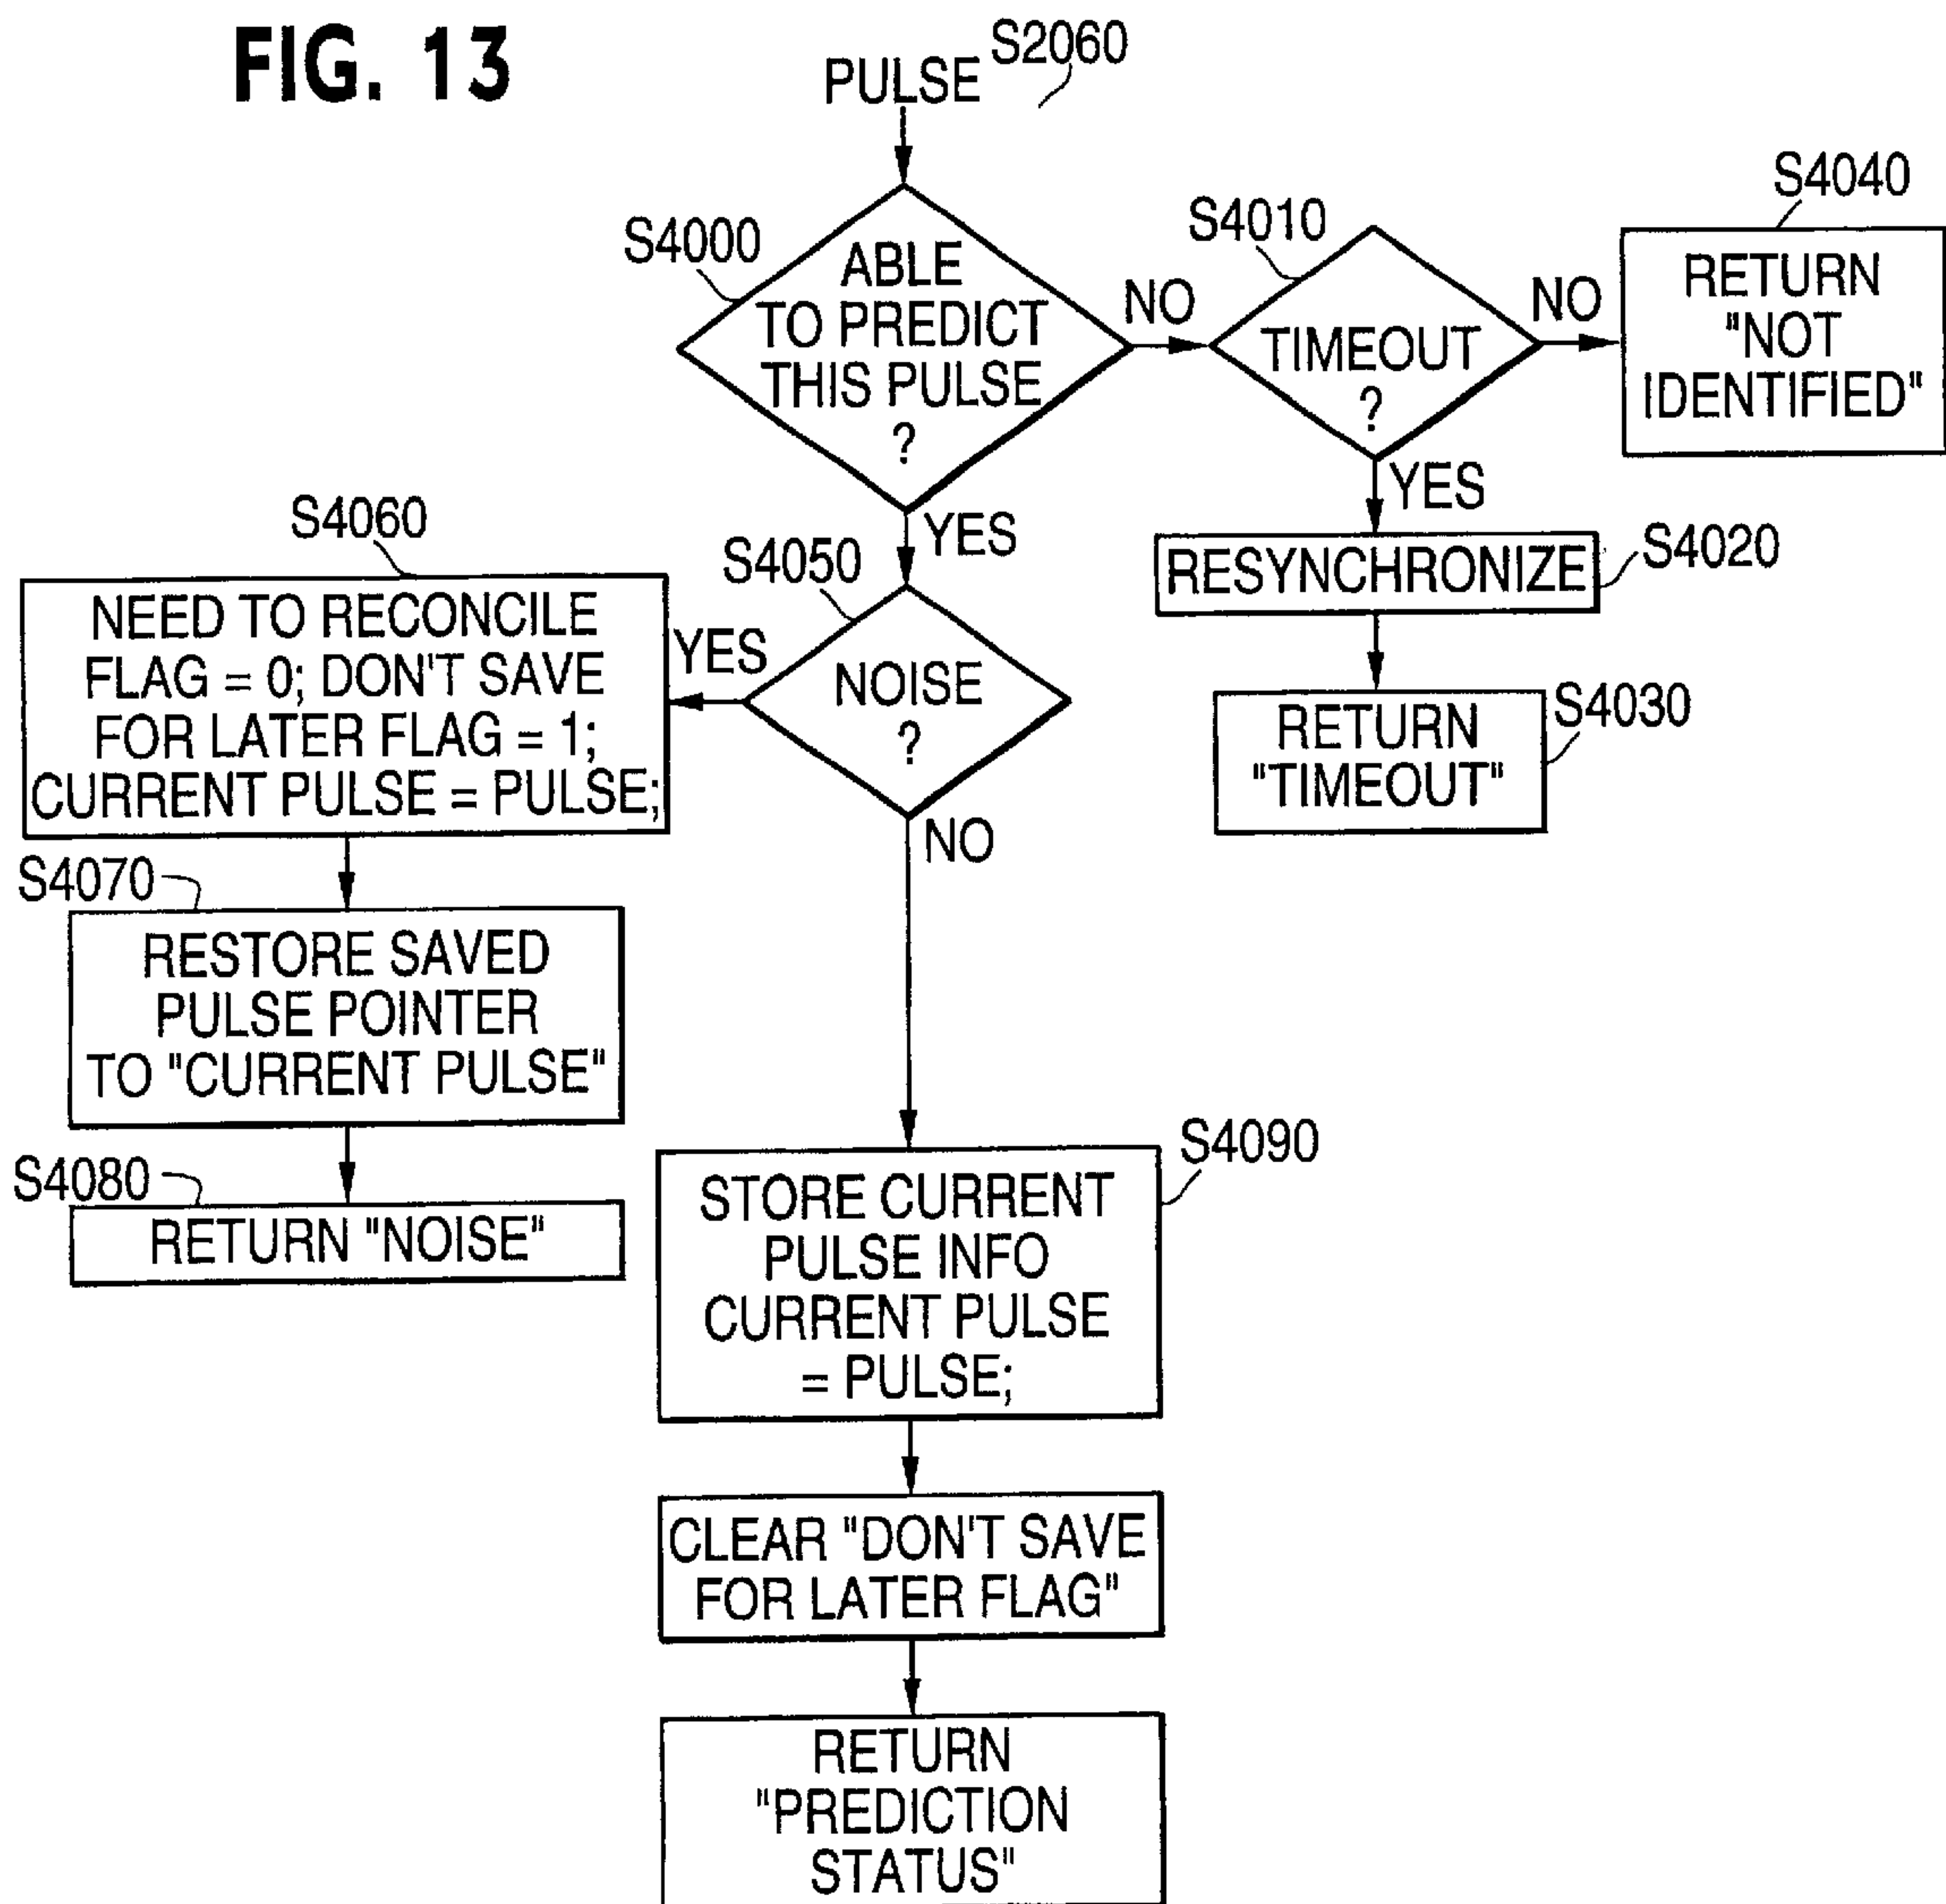 FIG. 13
PULSE
S2060
S4000
ABLE
TO PREDICT
THIS PULSE
?
NO
S4010
TIMEOUT
?
NO
S4040
RETURN
"NOT
IDENTIFIED"
YES
RESYNCHRONIZE
S4020
RETURN
"TIMEOUT"
S4030
YES
S4050
NOISE
?
YES
S4060
NEED TO RECONCILE
FLAG = 0; DON'T SAVE
FOR LATER FLAG = 1;
CURRENT PULSE = PULSE;
S4070
RESTORE SAVED
PULSE POINTER
TO "CURRENT PULSE"
S4080
RETURN "NOISE"
NO
S4090
STORE CURRENT
PULSE INFO
CURRENT PULSE
= PULSE;
CLEAR "DON'T SAVE
FOR LATER FLAG"
RETURN
"PREDICTION
STATUS"